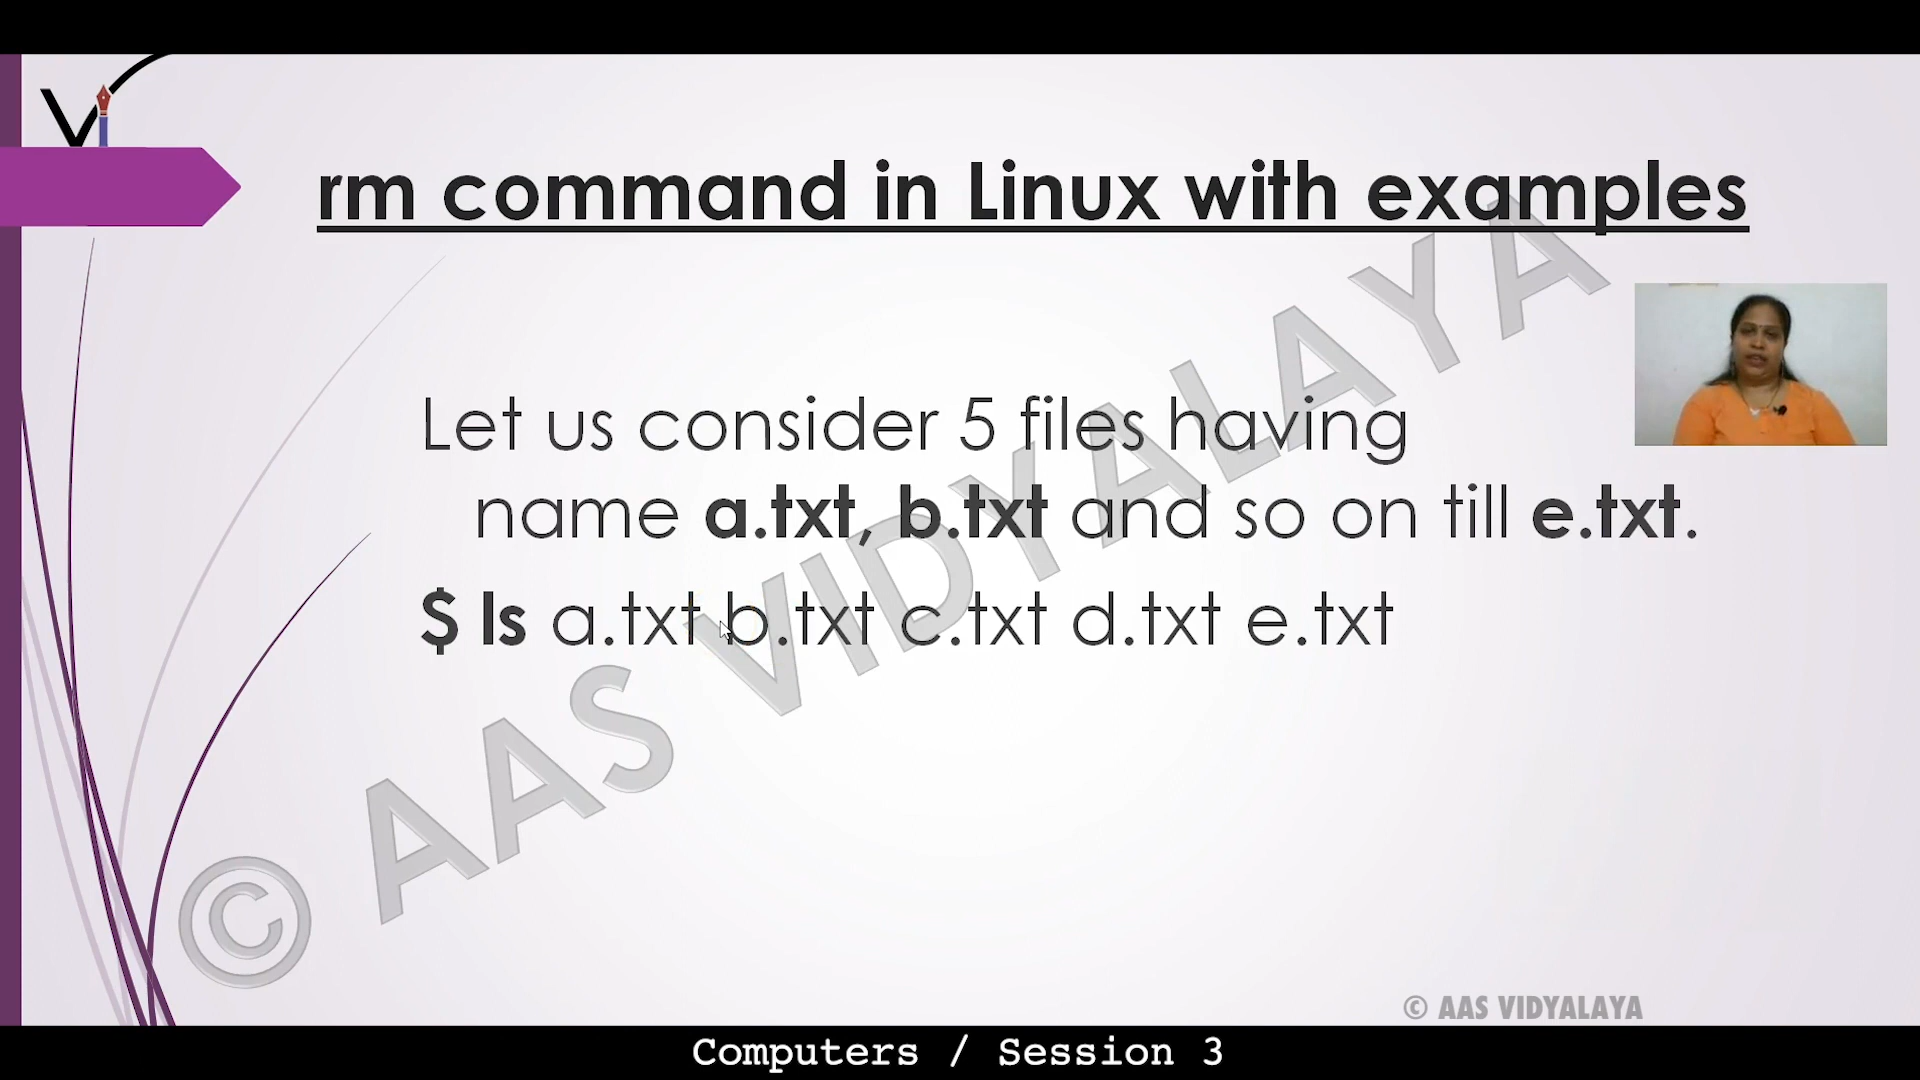 Vi
rm command in Linux with examples
Let us consider 5 files having
name a.txt, b.txt and so on till e.txt.
$ ls a.txt b.txt c.txt d.txt e.txt
© AAS VIDYALAYA
© AAS VIDYALAYA
Computers / Session 3